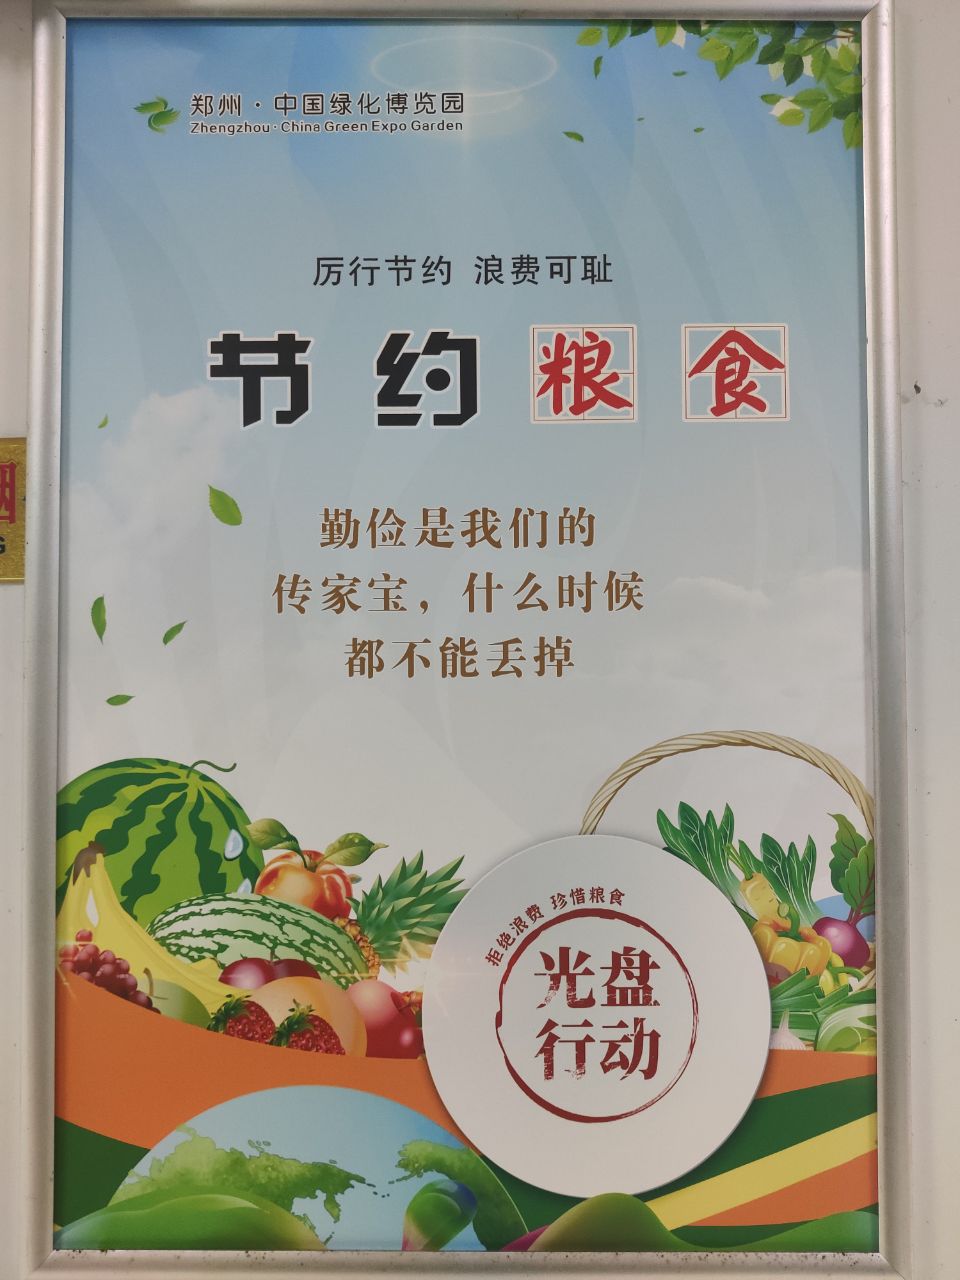 郑州·中国绿化博览园
Zhengzhou·China Green Expo Garden
厉行节约 浪费可耻
节约粮食
勤俭是我们的
传家宝，什么时候
都不能丢掉
拒绝浪费 珍惜粮食
光盘
行动